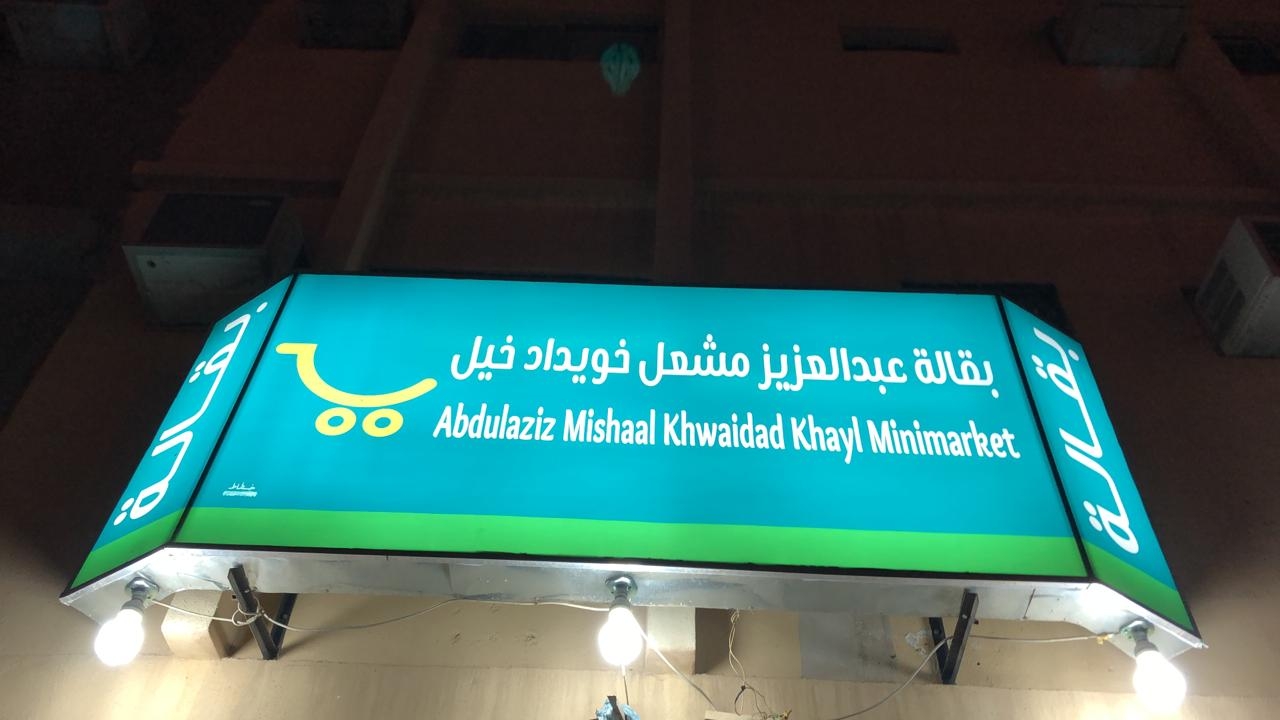 بقالة عبدالعزيز مشعل خويداد خيل
Abdulaziz Mishaal Khwaidad Khayl Minimarket
بقالة
بقالة